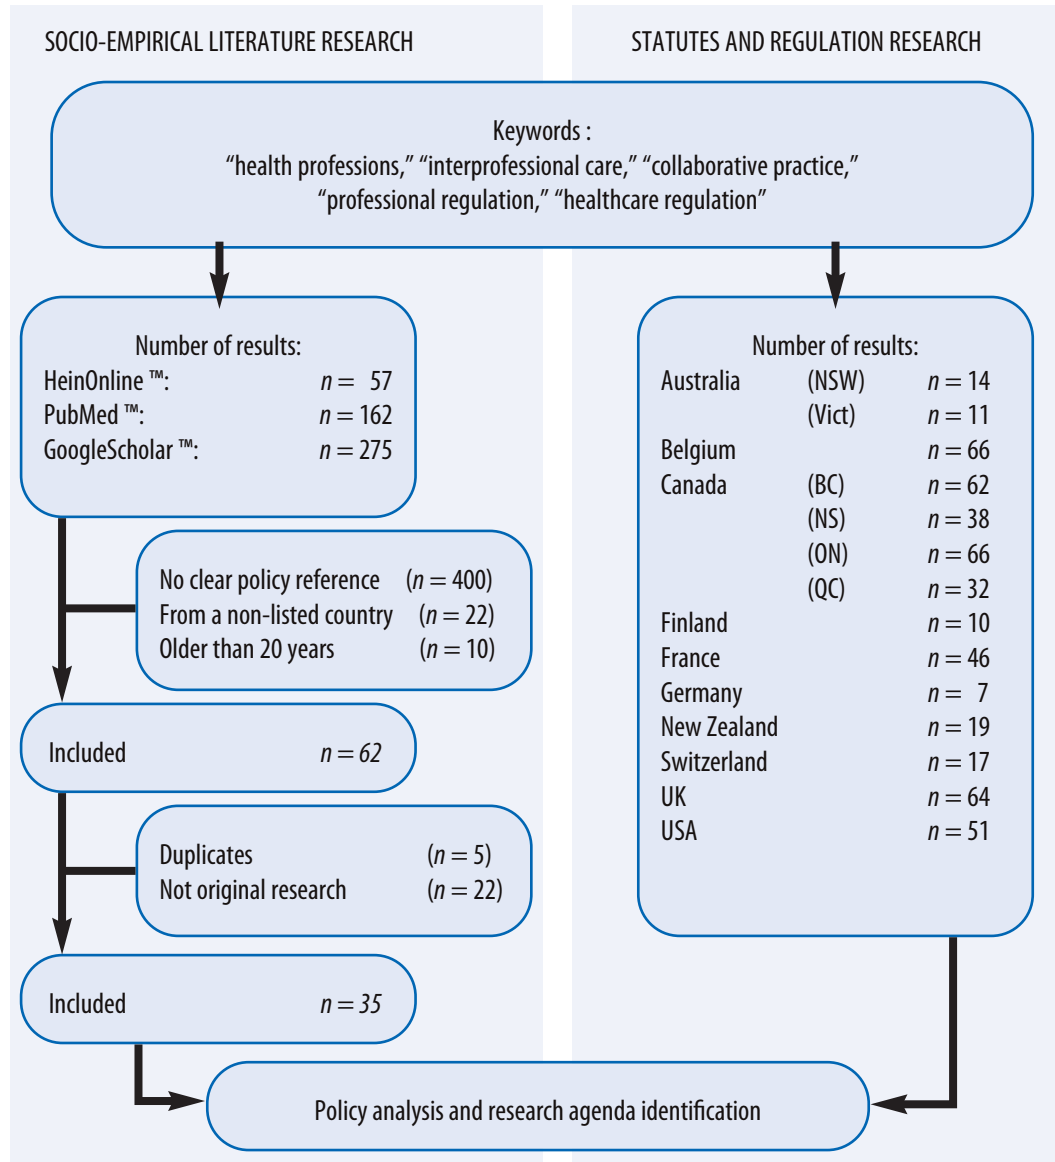 SOCIO-EMPIRICAL LITERATURE RESEARCH
STATUTES AND REGULATION RESEARCH
Keywords :
“health professions,” “interprofessional care,” “collaborative practice,”
“professional regulation,” “healthcare regulation”
Number of results:
HeinOnline ™: n = 57
PubMed ™: n = 162
GoogleScholar ™: n = 275
No clear policy reference (n = 400)
From a non-listed country (n = 22)
Older than 20 years (n = 10)
Included n = 62
Duplicates (n = 5)
Not original research (n = 22)
Included n = 35
Number of results:
Australia (NSW) n = 14
(Vict) n = 11
Belgium n = 66
Canada (BC) n = 62
(NS) n = 38
(ON) n = 66
(QC) n = 32
Finland n = 10
France n = 46
Germany n = 7
New Zealand n = 19
Switzerland n = 17
UK n = 64
USA n = 51
Policy analysis and research agenda identification